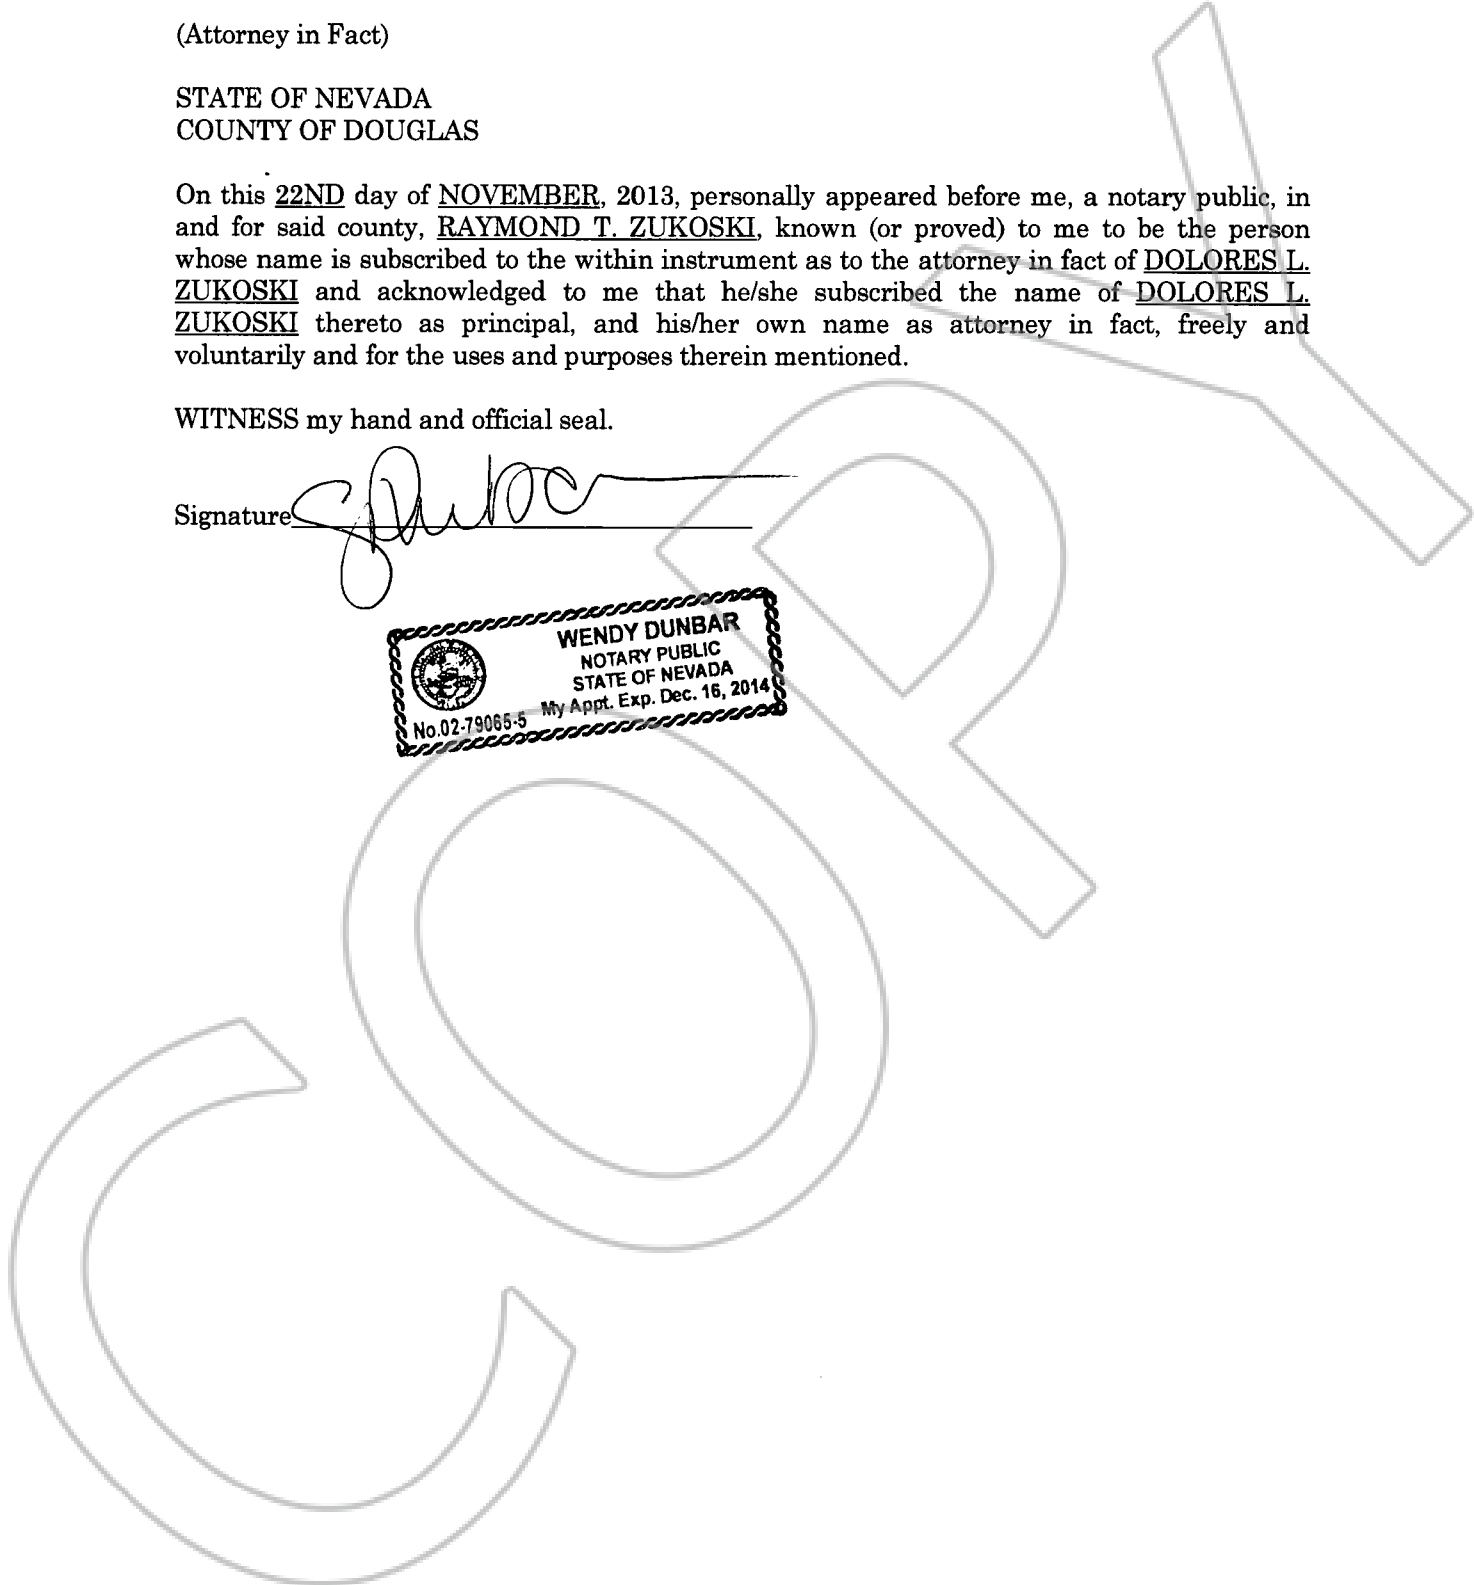 (Attorney in Fact)
STATE OF NEVADA
COUNTY OF DOUGLAS
On this 22ND day of NOVEMBER, 2013, personally appeared before me, a notary public, in
and for said county, RAYMOND T. ZUKOSKI, known (or proved) to me to be the person
whose name is subscribed to the within instrument as to the attorney in fact of DOLORES L.
ZUKOSKI and acknowledged to me that he/she subscribed the name of DOLORES L.
ZUKOSKI thereto as principal, and his/her own name as attorney in fact, freely and
voluntarily and for the uses and purposes therein mentioned.
WITNESS my hand and official seal.
Signature
WENDY DUNBAR
NOTARY PUBLIC
STATE OF NEVADA
My Appt. Exp. Dec. 16, 2014
No.02-79065-5
COPY